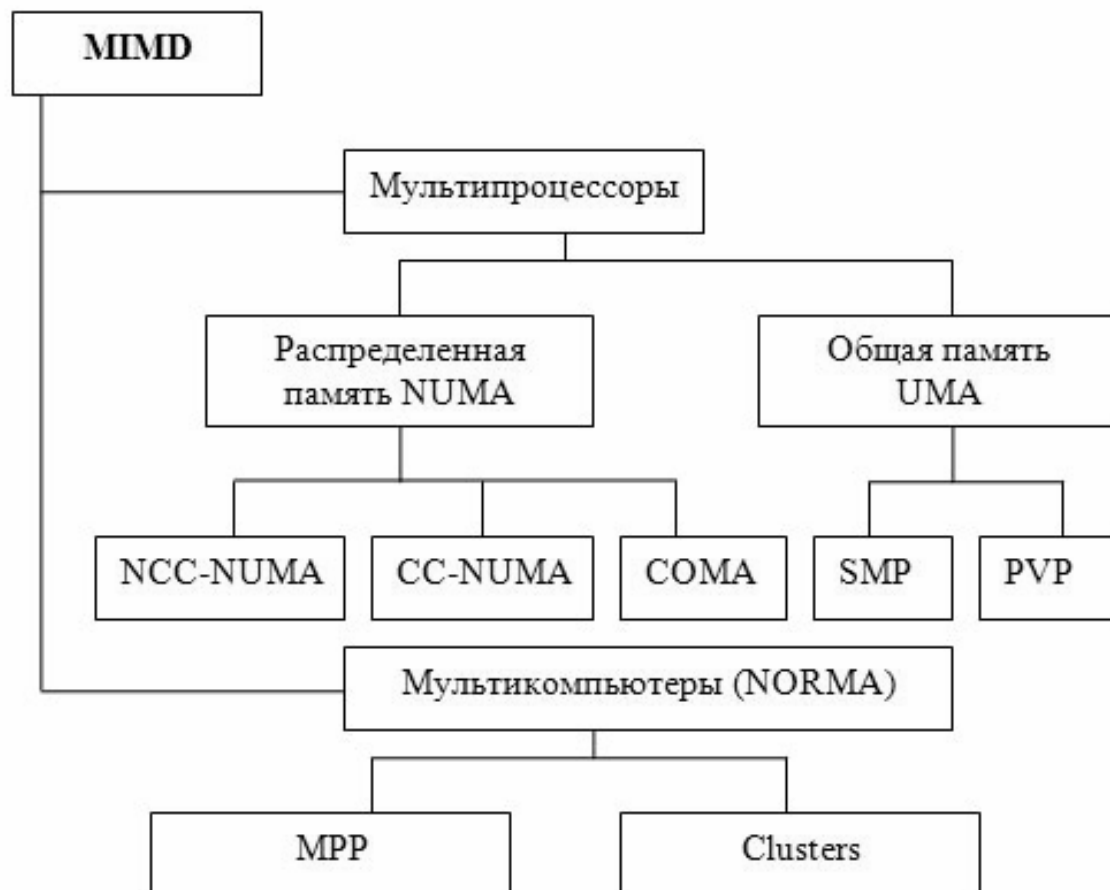 MIMD
Мультипроцессоры
Распределенная
память NUMA
Общая память
UMA
NCC-NUMA
CC-NUMA
COMA
SMP
PVP
Мультикомпьютеры (NORMA)
MPP
Clusters